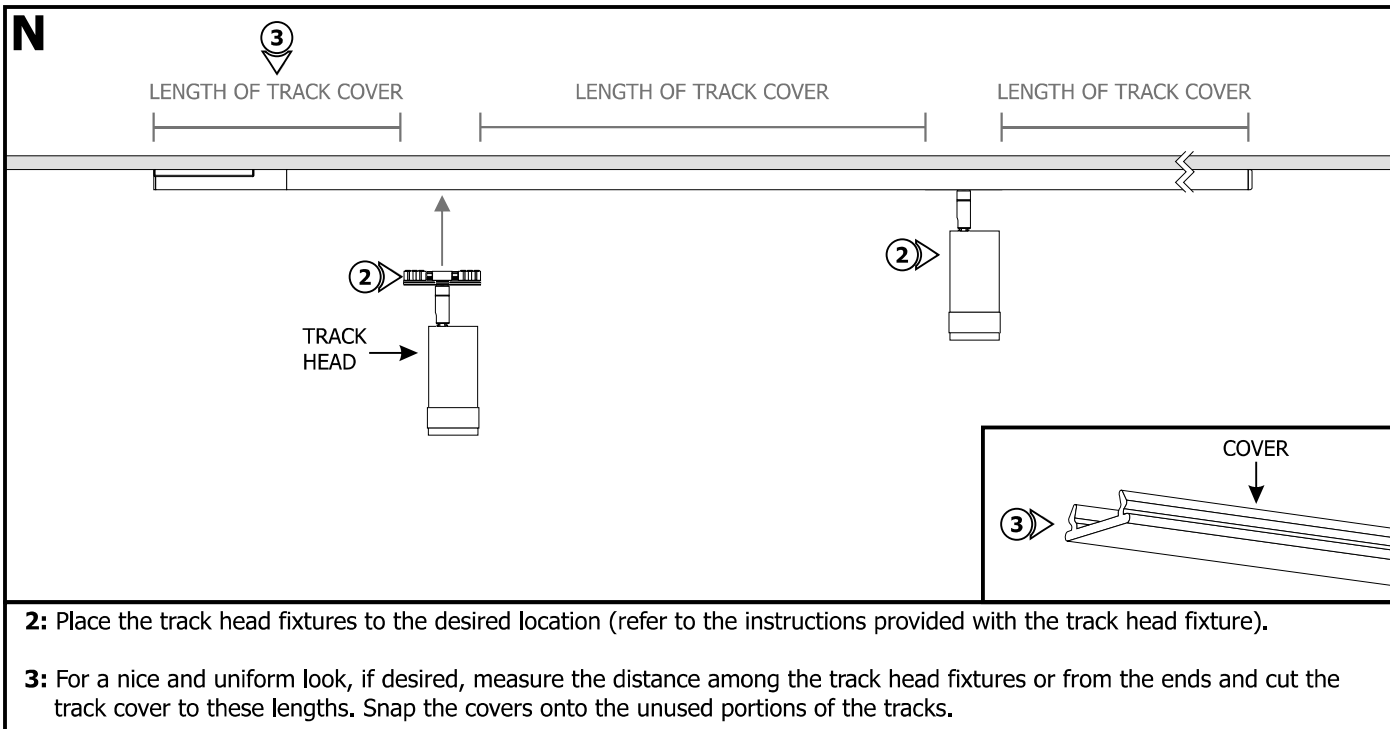 N
3
LENGTH OF TRACK COVER
LENGTH OF TRACK COVER
LENGTH OF TRACK COVER
2
2
TRACK
HEAD
COVER
3
2: Place the track head fixtures to the desired location (refer to the instructions provided with the track head fixture).
3: For a nice and uniform look, if desired, measure the distance among the track head fixtures or from the ends and cut the
track cover to these lengths. Snap the covers onto the unused portions of the tracks.